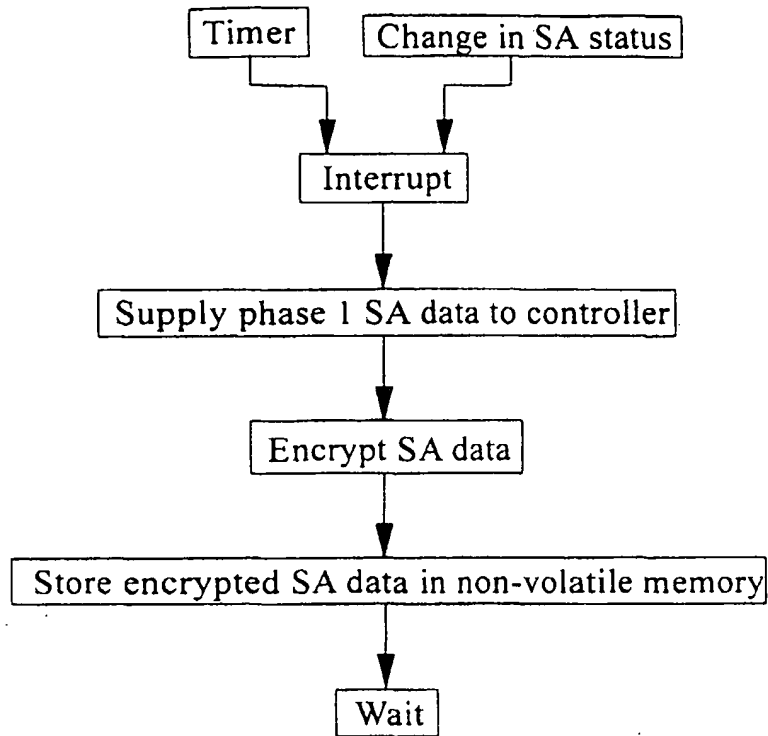 Timer
Change in SA status
Interrupt
Supply phase 1 SA data to controller
Encrypt SA data
Store encrypted SA data in non-volatile memory
Wait